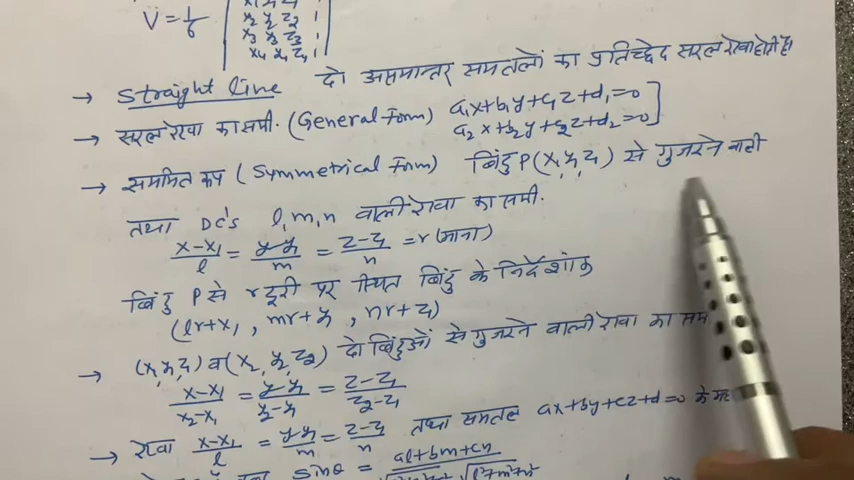 V = 1/6 | x₁ y₁ z₁ 1
x₂ y₂ z₂ 1
x₃ y₃ z₃ 1
x₄ y₄ z₄ 1 |
→ Straight line दो असमान्तर समतलों का प्रतिच्छेद सरल रेखा होती है।
→ सरल रेखा का समी. (General Form) a₁x+b₁y+c₁z+d₁=0
a₂x+b₂y+c₂z+d₂=0 ]
→ सममित रूप (Symmetrical Form) बिंदु P(x₁,y₁,z₁) से गुजरने वाली
तथा DC's l,m,n वाली रेखा का समी.
x-x₁/l = y-y₁/m = z-z₁/n = r (माना)
बिंदु P से r दूरी पर स्थित बिंदु के निर्देशांक
(lr+x₁, mr+y₁, nr+z₁)
→ (x₁,y₁,z₁) व (x₂,y₂,z₂) दो बिंदुओं से गुजरने वाली रेखा का समी
x-x₁/x₂-x₁ = y-y₁/y₂-y₁ = z-z₁/z₂-z₁
→ रेखा x-x₁/l = y-y₁/m = z-z₁/n तथा समतल ax+by+cz+d=0 के
sinθ = al+bm+cn